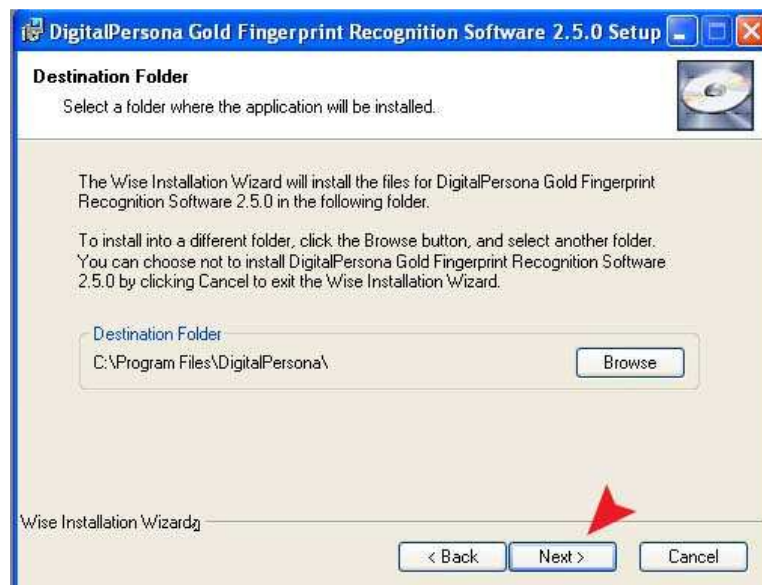 DigitalPersona Gold Fingerprint Recognition Software 2.5.0 Setup
Destination Folder
Select a folder where the application will be installed.
The Wise Installation Wizard will install the files for DigitalPersona Gold Fingerprint
Recognition Software 2.5.0 in the following folder.
To install into a different folder, click the Browse button, and select another folder.
You can choose not to install DigitalPersona Gold Fingerprint Recognition Software
2.5.0 by clicking Cancel to exit the Wise Installation Wizard.
Destination Folder
C:\Program Files\DigitalPersona\
Browse
Wise Installation Wizard
< Back
Next >
Cancel